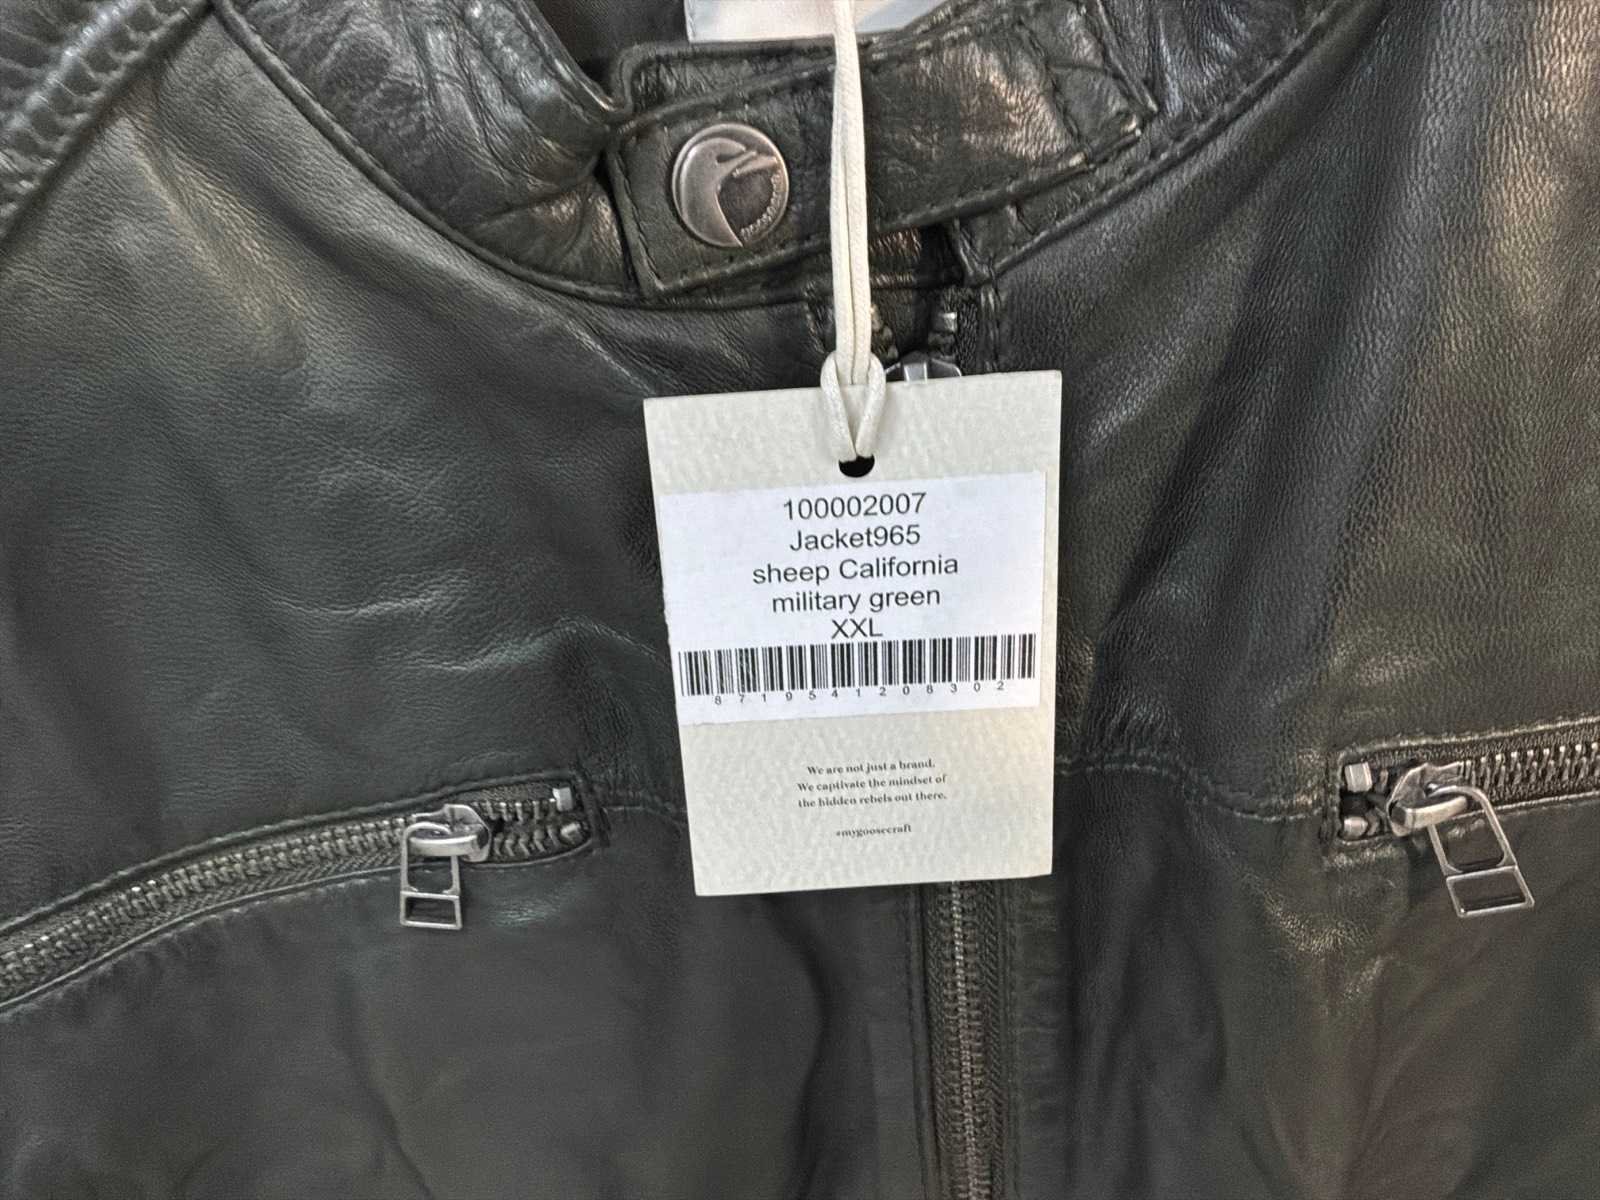 100002007
Jacket965
sheep California
military green
XXL
8719541208302
We are not just a brand.
We captivate the mindset of
the hidden rebels out there.
#mygoosecraft